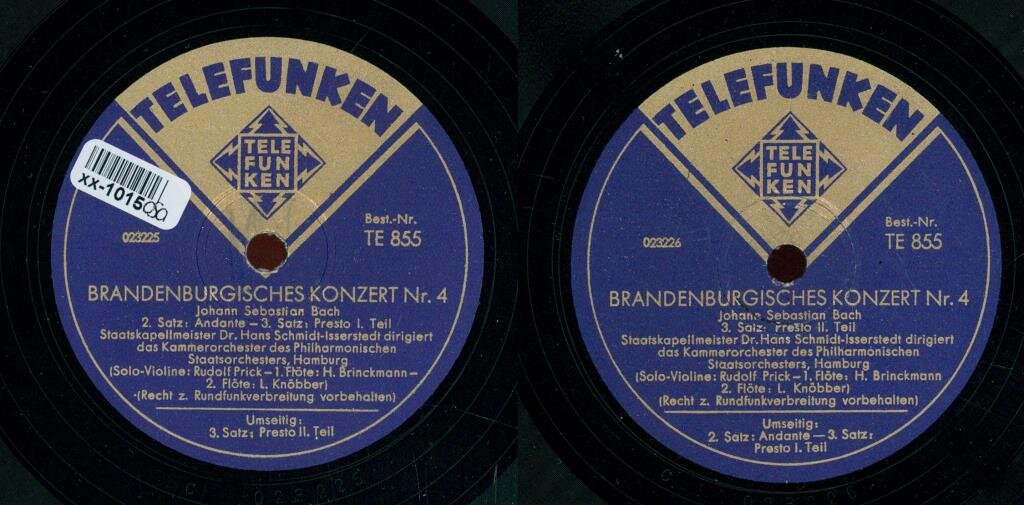 TELEFUNKEN
TELE
FUN
KEN
xx-1015
023225
Best.-Nr.
TE 855
BRANDENBURGISCHES KONZERT Nr. 4
Johann Sebastian Bach
2. Satz: Andante – 3. Satz: Presto I. Teil
Staatskapellmeister Dr. Hans Schmidt-Isserstedt dirigiert
das Kammerorchester des Philharmonischen
Staatsorchesters, Hamburg
(Solo-Violine: Rudolf Prick – 1. Flöte: H. Brinckmann –
2. Flöte: L. Knöbber)
(Recht z. Rundfunkverbreitung vorbehalten)
Umseitig:
3. Satz: Presto II. Teil
023225
TELEFUNKEN
TELE
FUN
KEN
023226
Best.-Nr.
TE 855
BRANDENBURGISCHES KONZERT Nr. 4
Johann Sebastian Bach
3. Satz: Presto II. Teil
Staatskapellmeister Dr. Hans Schmidt-Isserstedt dirigiert
das Kammerorchester des Philharmonischen
Staatsorchesters, Hamburg
(Solo-Violine: Rudolf Prick – 1. Flöte: H. Brinckmann
2. Flöte: L. Knöbber)
(Recht z. Rundfunkverbreitung vorbehalten)
Umseitig:
2. Satz: Andante – 3. Satz:
Presto I. Teil